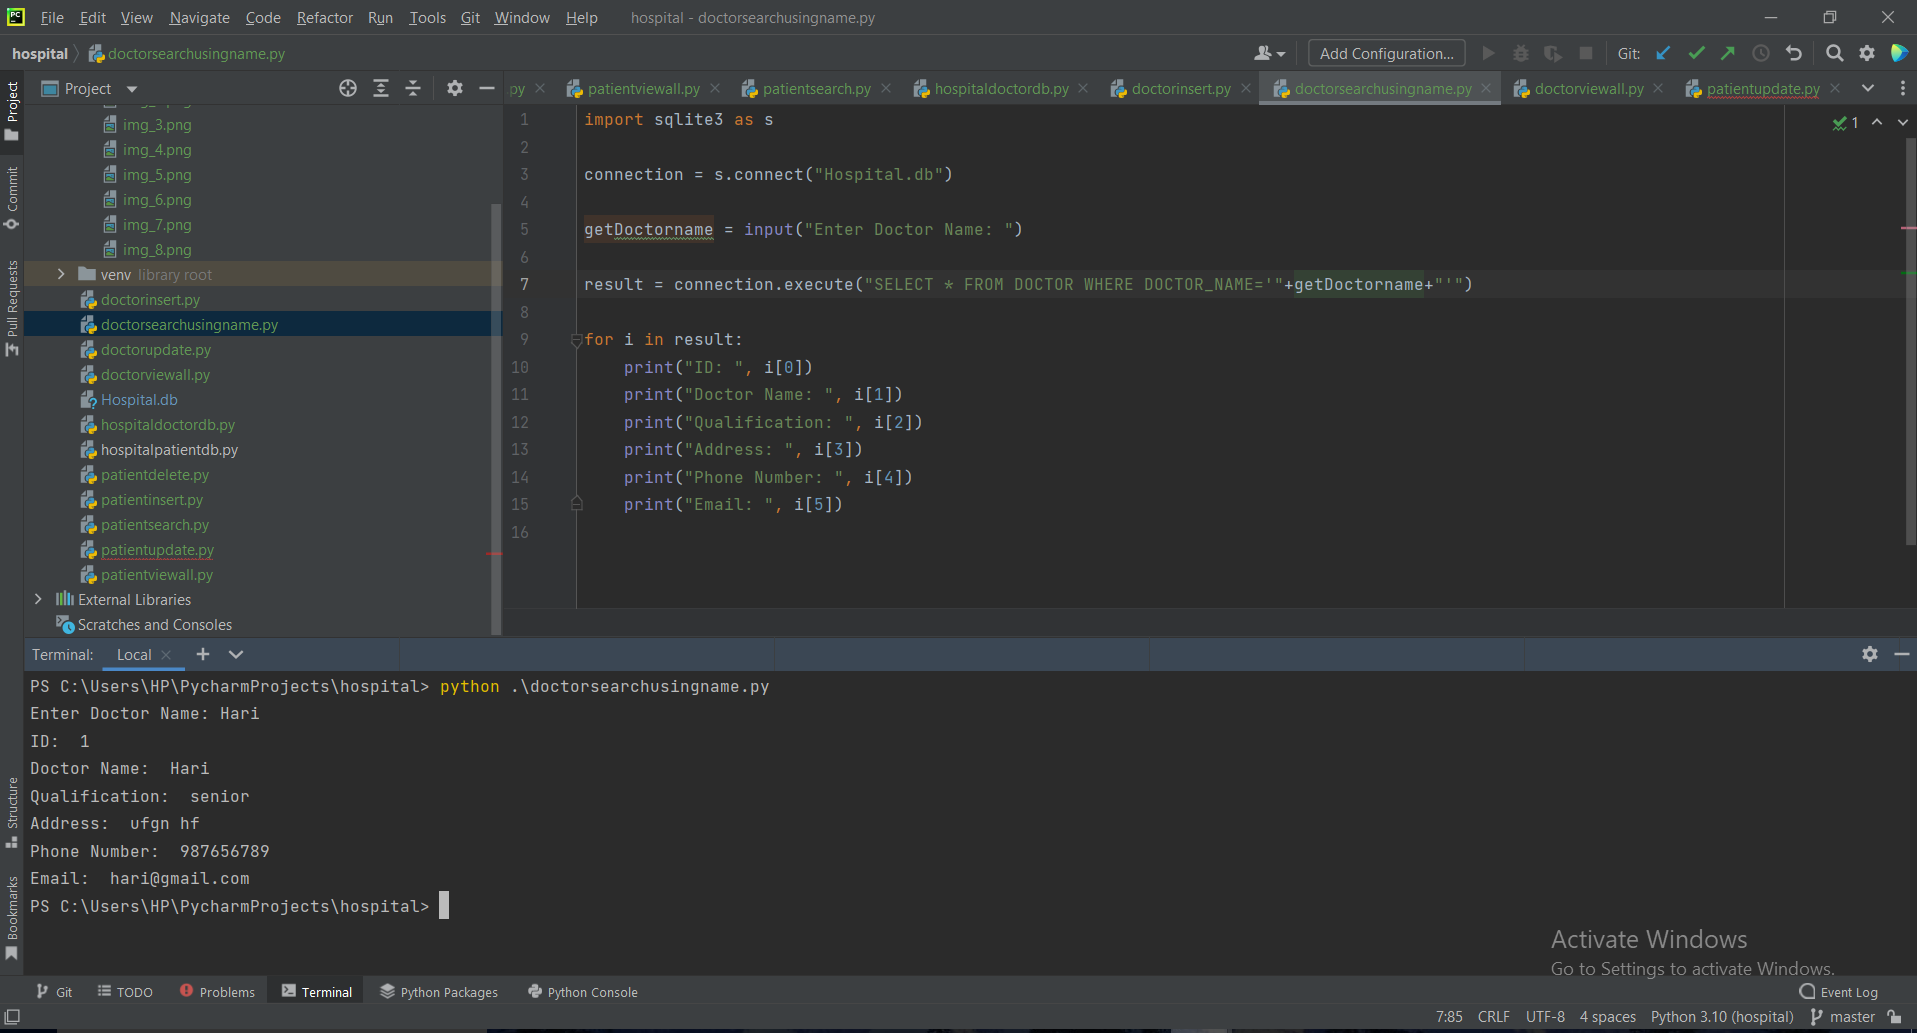 PC File Edit View Navigate Code Refactor Run Tools Git Window Help hospital - doctorsearchusingname.py
hospital doctorsearchusingname.py Add Configuration... Git:
Project
Project
Commit
Pull Requests
Structure
Bookmarks
img_3.png
img_4.png
img_5.png
img_6.png
img_7.png
img_8.png
venv library root
doctorinsert.py
doctorsearchusingname.py
doctorupdate.py
doctorviewall.py
Hospital.db
hospitaldoctordb.py
hospitalpatientdb.py
patientdelete.py
patientinsert.py
patientsearch.py
patientupdate.py
patientviewall.py
External Libraries
Scratches and Consoles
py patientviewall.py patientsearch.py hospitaldoctordb.py doctorinsert.py doctorsearchusingname.py doctorviewall.py patientupdate.py
1
1 import sqlite3 as s
2
3 connection = s.connect("Hospital.db")
4
5 getDoctorname = input("Enter Doctor Name: ")
6
7 result = connection.execute("SELECT * FROM DOCTOR WHERE DOCTOR_NAME='"+getDoctorname+"'")
8
9 for i in result:
10 print("ID: ", i[0])
11 print("Doctor Name: ", i[1])
12 print("Qualification: ", i[2])
13 print("Address: ", i[3])
14 print("Phone Number: ", i[4])
15 print("Email: ", i[5])
16
Terminal: Local
PS C:\Users\HP\PycharmProjects\hospital> python .\doctorsearchusingname.py
Enter Doctor Name: Hari
ID:  1
Doctor Name:  Hari
Qualification:  senior
Address:  ufgn hf
Phone Number:  987656789
Email:  hari@gmail.com
PS C:\Users\HP\PycharmProjects\hospital>
Activate Windows
Go to Settings to activate Windows.
Git TODO Problems Terminal Python Packages Python Console Event Log
7:85 CRLF UTF-8 4 spaces Python 3.10 (hospital) master